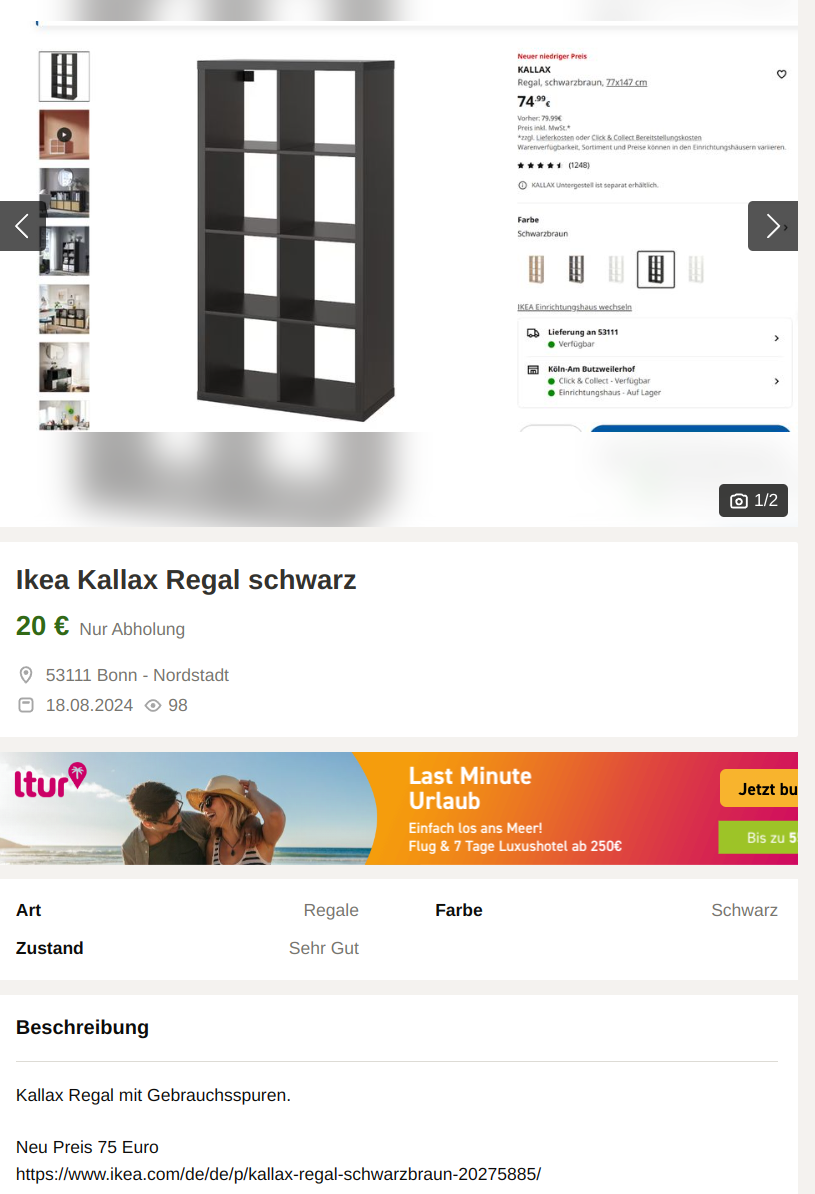 Neuer niedriger Preis
KALLAX
Regal, schwarzbraun, 77x147 cm
74.99€
Vorher: 79.99€
Preis inkl. MwSt.*
*zzgl. Lieferkosten oder Click & Collect Bereitstellungskosten
Warenverfügbarkeit, Sortiment und Preise können in den Einrichtungshäusern variieren.
(1248)
KALLAX Untergestell ist separat erhältlich.
Farbe
Schwarzbraun
IKEA Einrichtungshaus wechseln
Lieferung an 53111
Verfügbar
Köln-Am Butzweilerhof
Click & Collect - Verfügbar
Einrichtungshaus - Auf Lager
1/2
Ikea Kallax Regal schwarz
20 € Nur Abholung
53111 Bonn - Nordstadt
18.08.2024 98
ltur
Last Minute
Urlaub
Einfach los ans Meer!
Flug & 7 Tage Luxushotel ab 250€
Jetzt bu
Bis zu 5
Art Regale Farbe Schwarz
Zustand Sehr Gut
Beschreibung
Kallax Regal mit Gebrauchsspuren.
Neu Preis 75 Euro
https://www.ikea.com/de/de/p/kallax-regal-schwarzbraun-20275885/